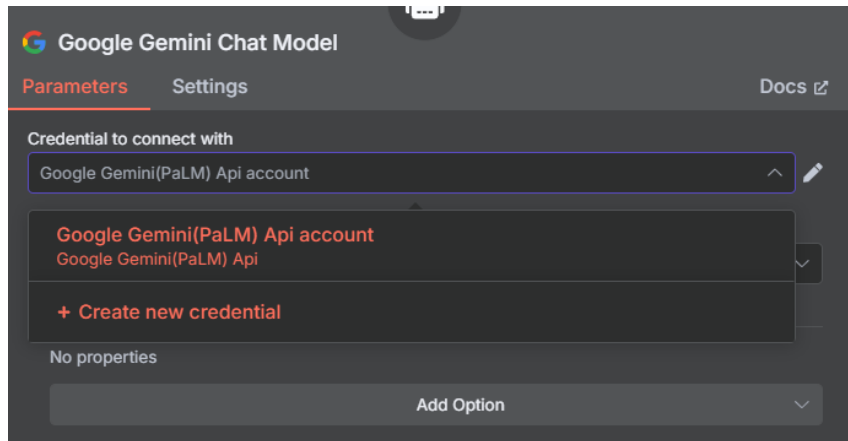 Google Gemini Chat Model
Parameters
Settings
Docs
Credential to connect with
Google Gemini(PaLM) Api account
Google Gemini(PaLM) Api account
Google Gemini(PaLM) Api
+ Create new credential
No properties
Add Option